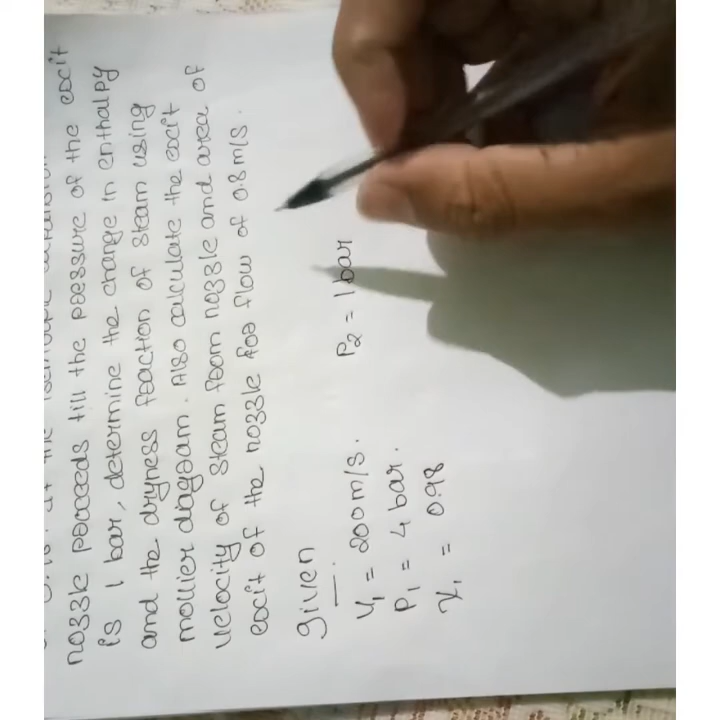 nozzle proceeds till the pressure of the exit
is 1 bar, determine the change in enthalpy
and the dryness fraction of steam using
mollier diagram. Also calculate the exit
velocity of steam from nozzle and area of
exit of the nozzle for flow of 0.8 m/s.
given
V1 = 200 m/s. P2 = 1 bar
P1 = 4 bar.
x1 = 0.98